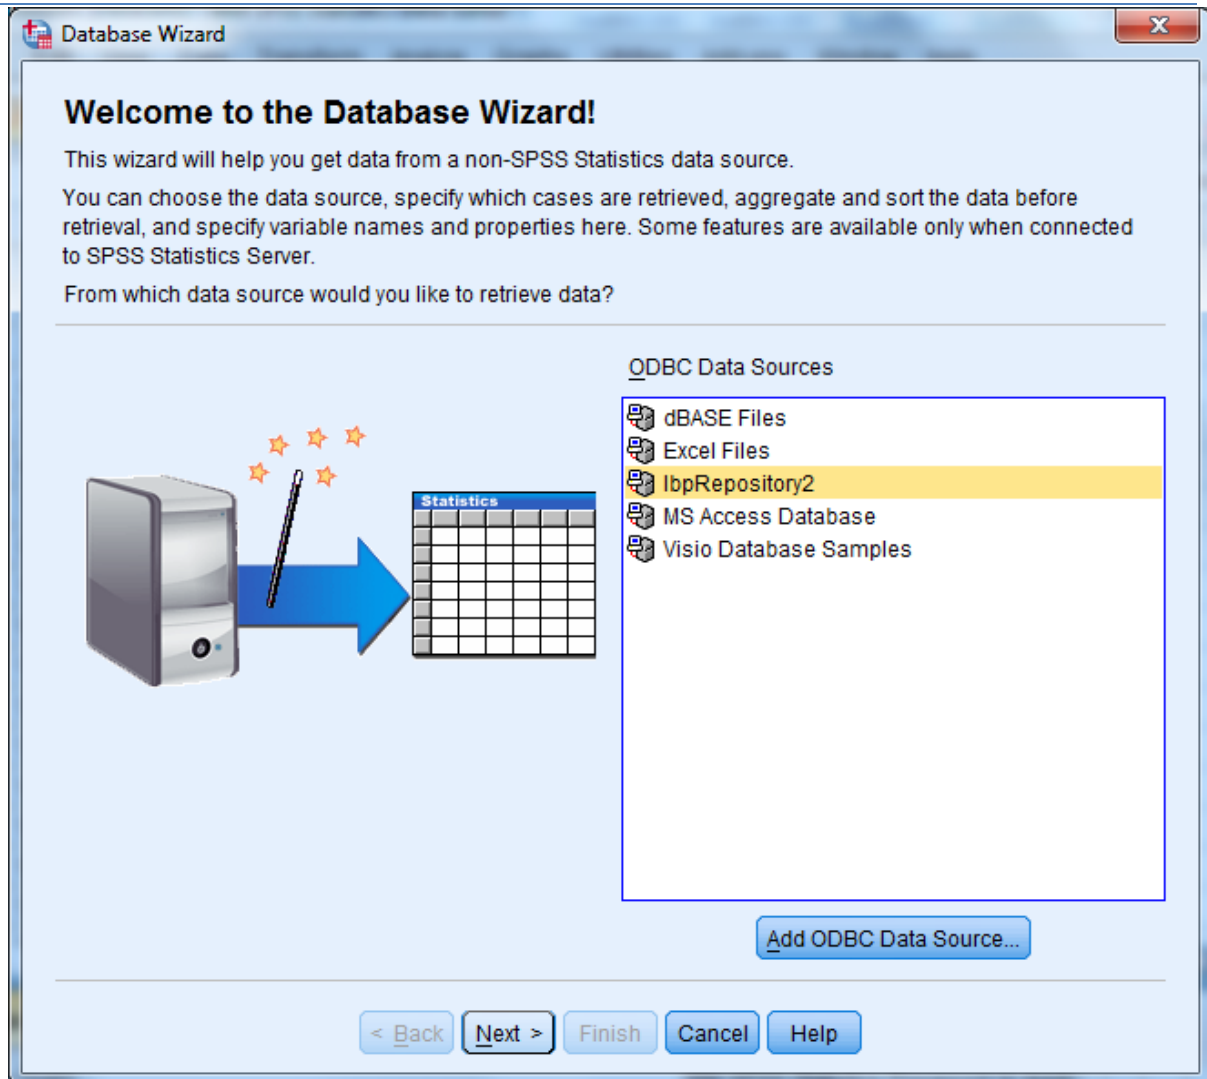 Database Wizard
Welcome to the Database Wizard!
This wizard will help you get data from a non-SPSS Statistics data source.
You can choose the data source, specify which cases are retrieved, aggregate and sort the data before
retrieval, and specify variable names and properties here. Some features are available only when connected
to SPSS Statistics Server.
From which data source would you like to retrieve data?
ODBC Data Sources
dBASE Files
Excel Files
IbpRepository2
MS Access Database
Visio Database Samples
Statistics
Add ODBC Data Source...
< Back
Next >
Finish
Cancel
Help